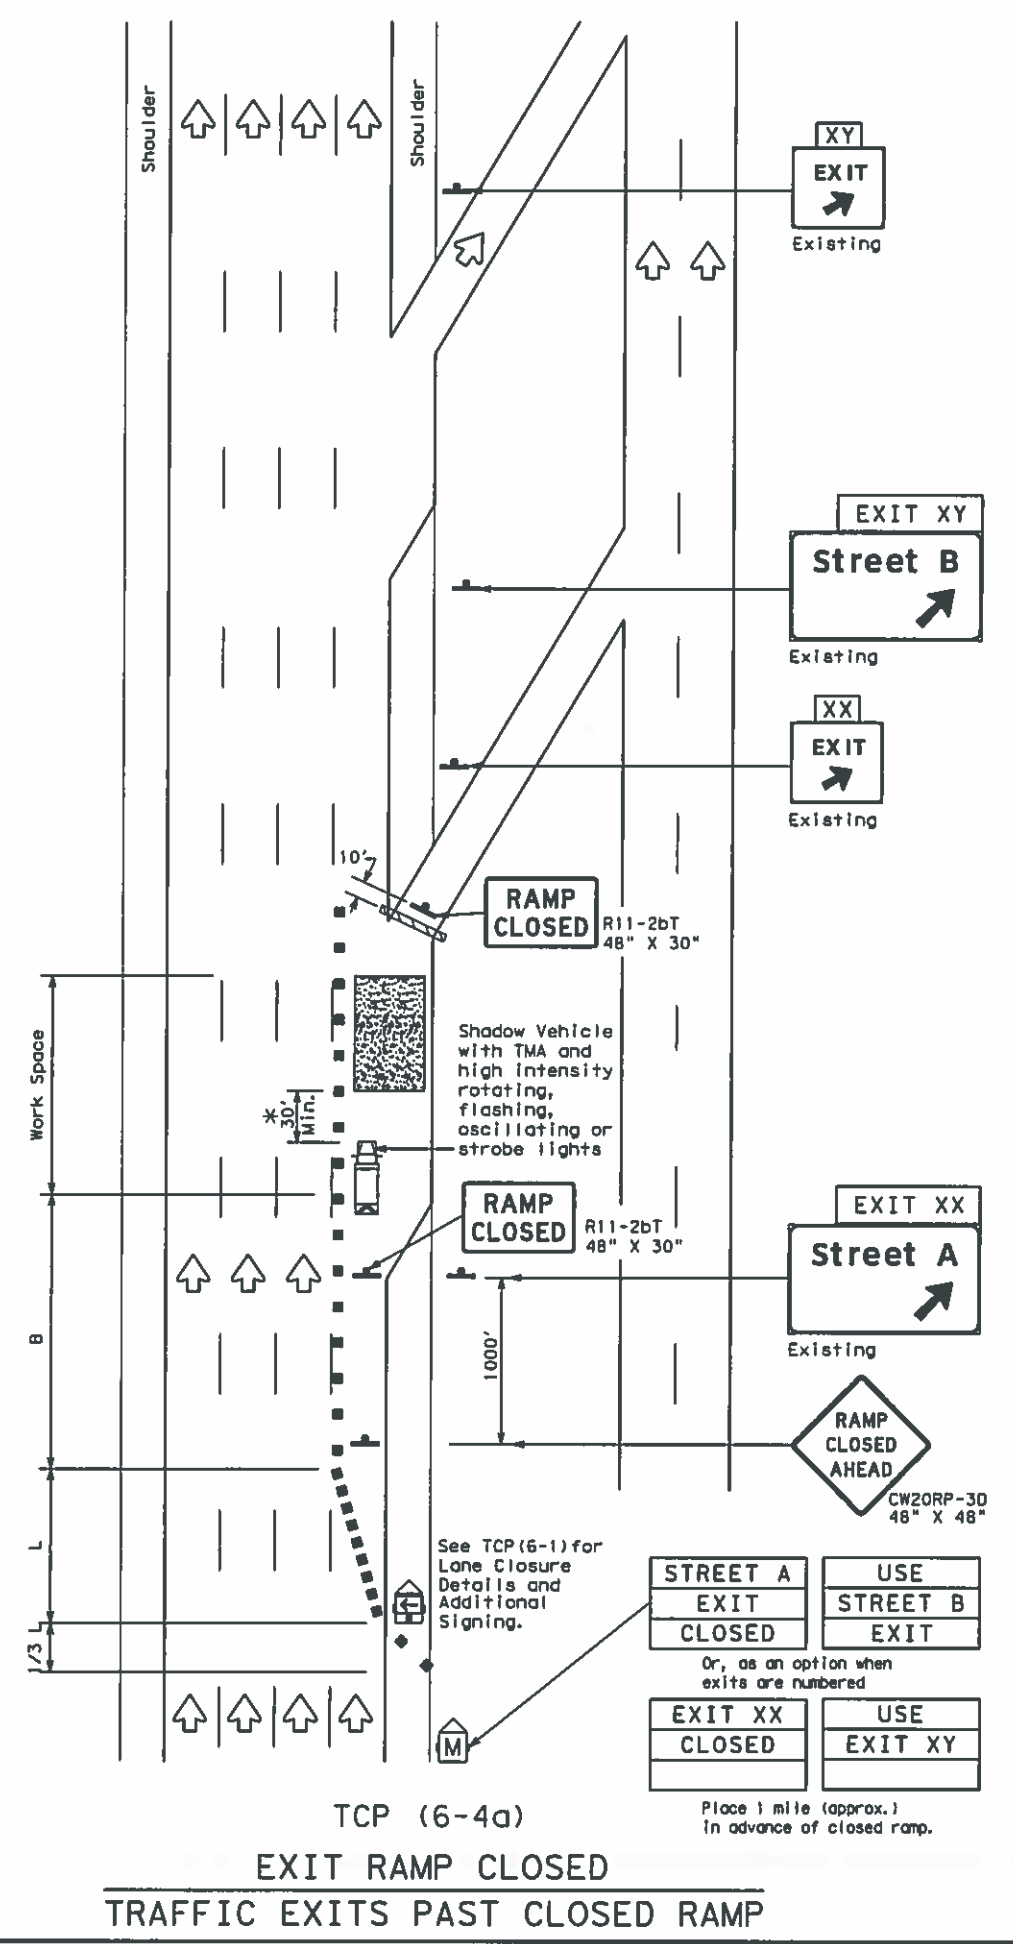 Shoulder
Shoulder
XY
EXIT
Existing
EXIT XY
Street B
Existing
XX
EXIT
Existing
10'
RAMP
CLOSED
R11-2bT
48" X 30"
Work Space
Shadow Vehicle
with TMA and
high intensity
rotating,
flashing,
oscillating or
strobe lights
*
30'
Min.
RAMP
CLOSED
R11-2bT
48" X 30"
EXIT XX
Street A
Existing
B
1000'
RAMP
CLOSED
AHEAD
CW20RP-3D
48" X 48"
L
See TCP(6-1)for
Lane Closure
Details and
Additional
Signing.
1/3 L
STREET A
EXIT
CLOSED
USE
STREET B
EXIT
Or, as an option when
exits are numbered
EXIT XX
CLOSED
USE
EXIT XY
M
Place 1 mile (approx.)
in advance of closed ramp.
TCP (6-4a)
EXIT RAMP CLOSED
TRAFFIC EXITS PAST CLOSED RAMP